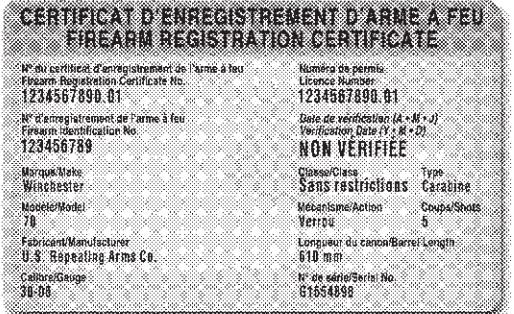 CERTIFICAT D'ENREGISTREMENT D'ARME À FEU
FIREARM REGISTRATION CERTIFICATE
N° du certificat d'enregistrement de l'arme à feu
Firearm Registration Certificate No.
1234567890.01
Numéro de permis
Licence Number
1234567890.01
N° d'enregistrement de l'arme à feu
Firearm Identification No.
123456789
Date de vérification (A • M • J)
Verification Date (Y • M • D)
NON VÉRIFIÉE
Marque/Make
Winchester
Classe/Class
Sans restrictions
Type
Carabine
Modèle/Model
70
Mécanisme/Action
Verrou
Coups/Shots
5
Fabricant/Manufacturer
U.S. Repeating Arms Co.
Longueur du canon/Barrel Length
610 mm
Calibre/Gauge
30-06
N° de série/Serial No.
G1554898